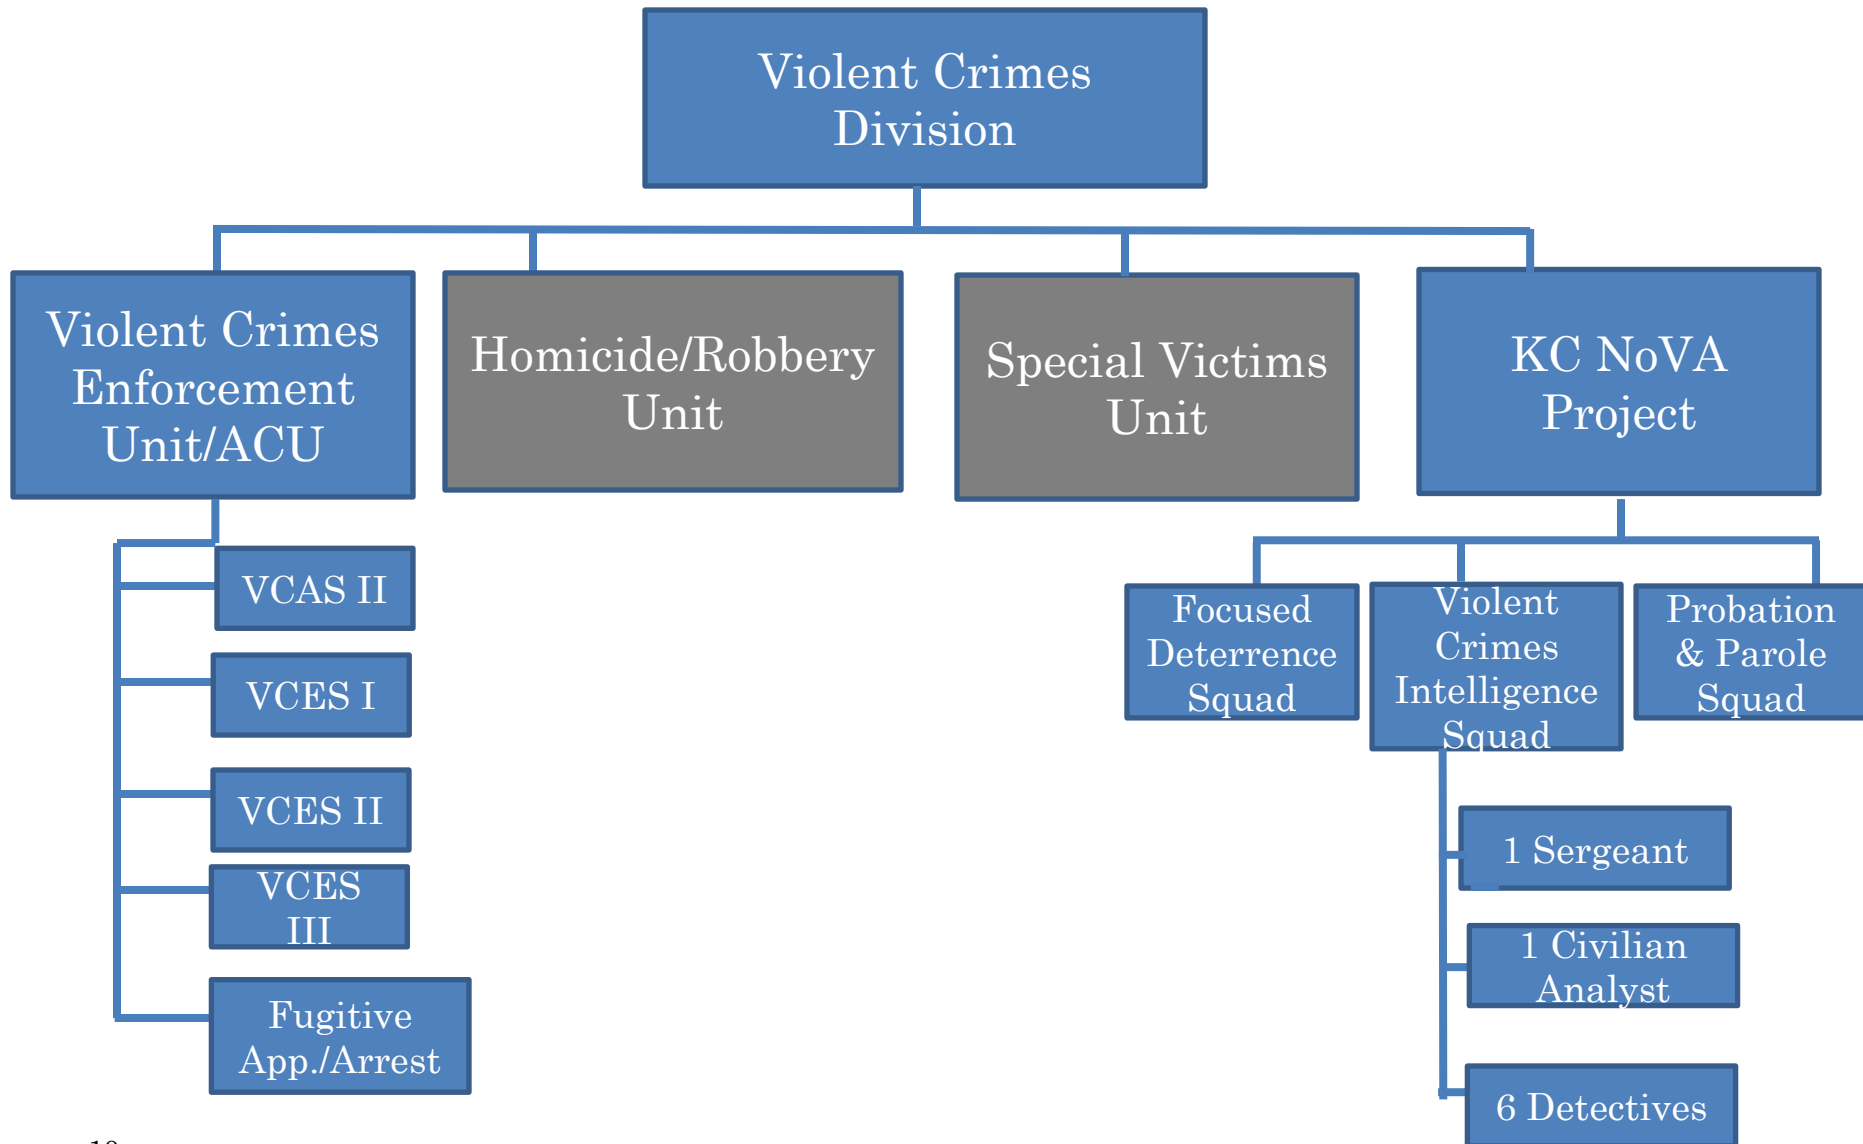 Violent Crimes
Division
Violent Crimes
Enforcement
Unit/ACU
Homicide/Robbery
Unit
Special Victims
Unit
KC NoVA
Project
VCAS II
VCES I
VCES II
VCES
III
Fugitive
App./Arrest
Focused
Deterrence
Squad
Violent
Crimes
Intelligence
Squad
Probation
& Parole
Squad
1 Sergeant
1 Civilian
Analyst
6 Detectives